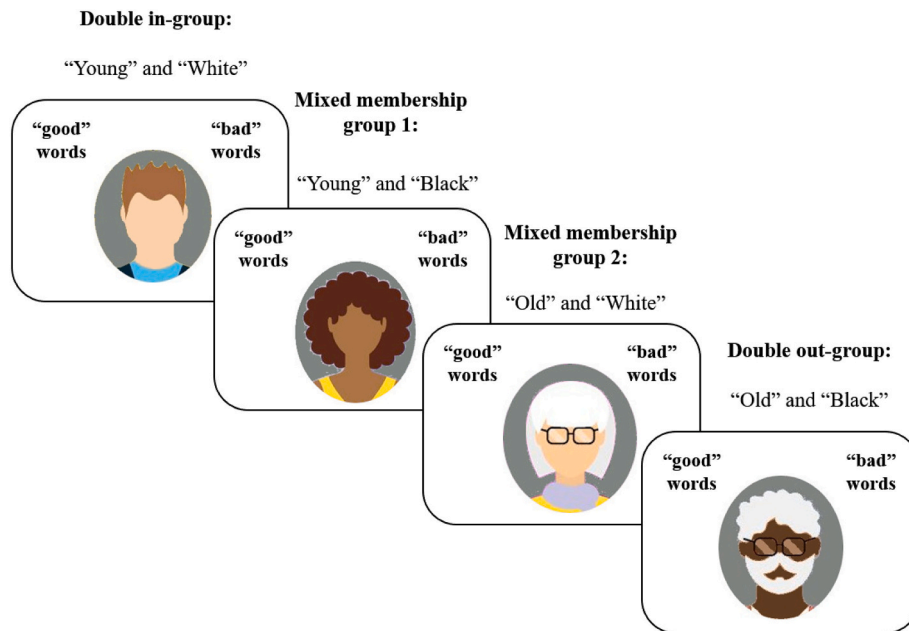 Double in-group:
“Young” and “White”
“good”
words
“bad”
words
Mixed membership
group 1:
“Young” and “Black”
“good”
words
“bad”
words
Mixed membership
group 2:
“Old” and “White”
“good”
words
“bad”
words
Double out-group:
“Old” and “Black”
“good”
words
“bad”
words